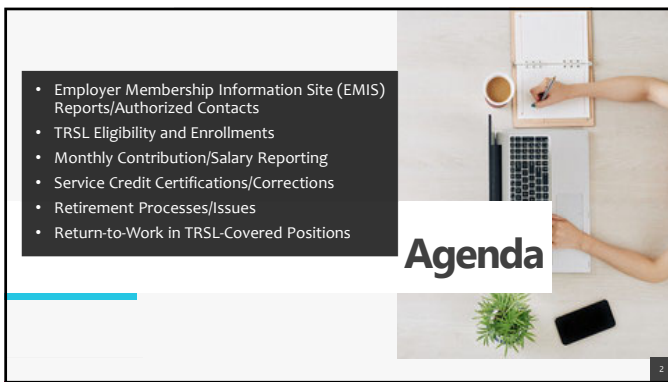 • Employer Membership Information Site (EMIS)
Reports/Authorized Contacts
• TRSL Eligibility and Enrollments
• Monthly Contribution/Salary Reporting
• Service Credit Certifications/Corrections
• Retirement Processes/Issues
• Return-to-Work in TRSL-Covered Positions
Agenda
2